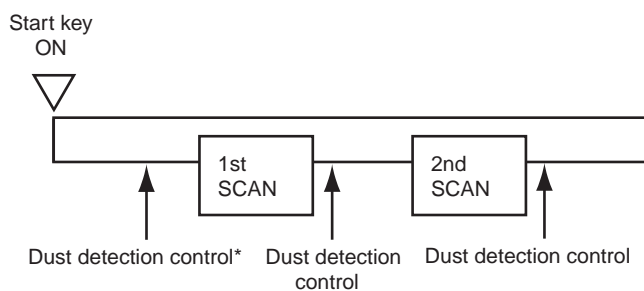 Start key
ON
1st
SCAN
2nd
SCAN
Dust detection control*
Dust detection
control
Dust detection control